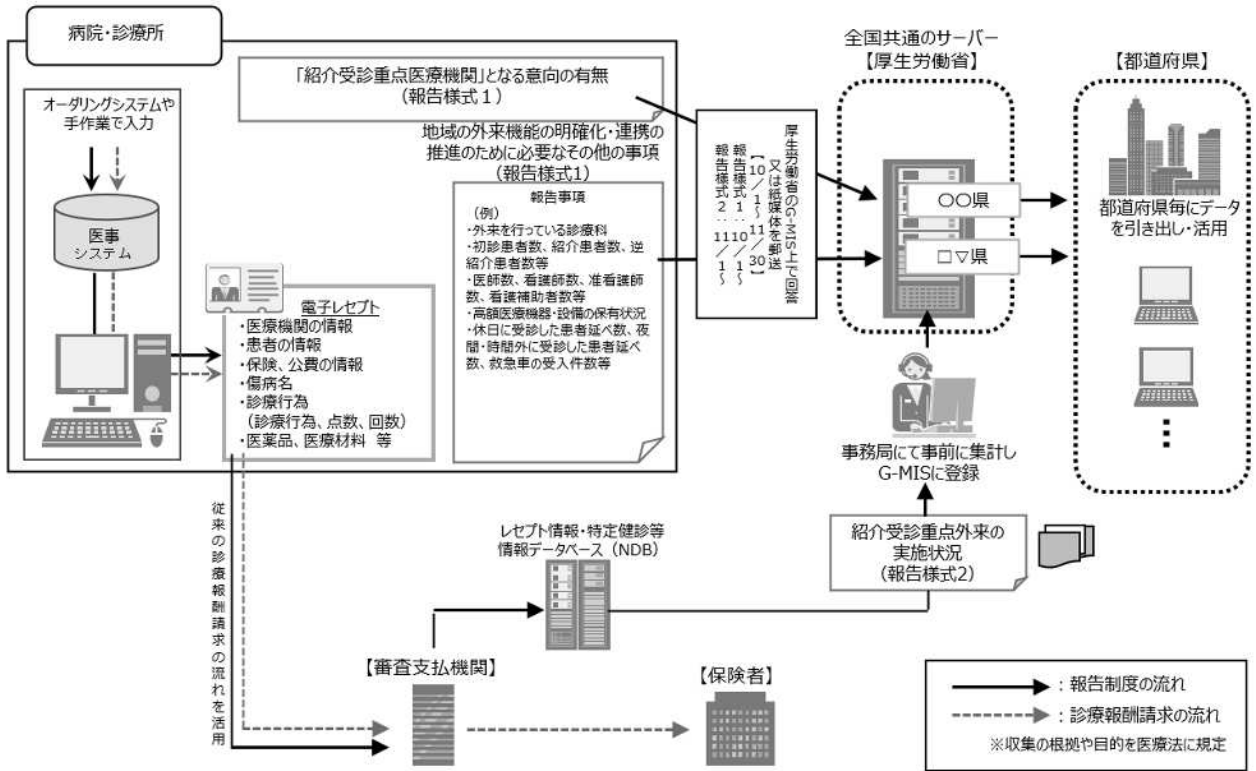 病院・診療所
オーダリングシステムや
手作業で入力
医事
システム
電子レセプト
・医療機関の情報
・患者の情報
・保険、公費の情報
・傷病名
・診療行為
（診療行為、点数、回数）
・医薬品、医療材料　等
「紹介受診重点医療機関」となる意向の有無
（報告様式１）
地域の外来機能の明確化・連携の
推進のために必要なその他の事項
（報告様式1）
報告事項
（例）
・外来を行っている診療科
・初診患者数、紹介患者数、逆
紹介患者数等
・医師数、看護師数、准看護師
数、看護補助者数等
・高額医療機器・設備の保有状況
・休日に受診した患者延べ数、夜
間・時間外に受診した患者延べ
数、救急車の受入件数等
厚生労働省のG-MIS上で回答
又は紙媒体を郵送
【10／1～11／30】
報告様式1：10／1～
報告様式2：11／1～
全国共通のサーバー
【厚生労働省】
〇〇県
□▽県
【都道府県】
都道府県毎にデータ
を引き出し・活用
事務局にて事前に集計し
G-MISに登録
紹介受診重点外来の
実施状況
（報告様式2）
レセプト情報・特定健診等
情報データベース（NDB）
従来の診療報酬請求の流れを活用
【審査支払機関】
【保険者】
：報告制度の流れ
：診療報酬請求の流れ
※収集の根拠や目的を医療法に規定